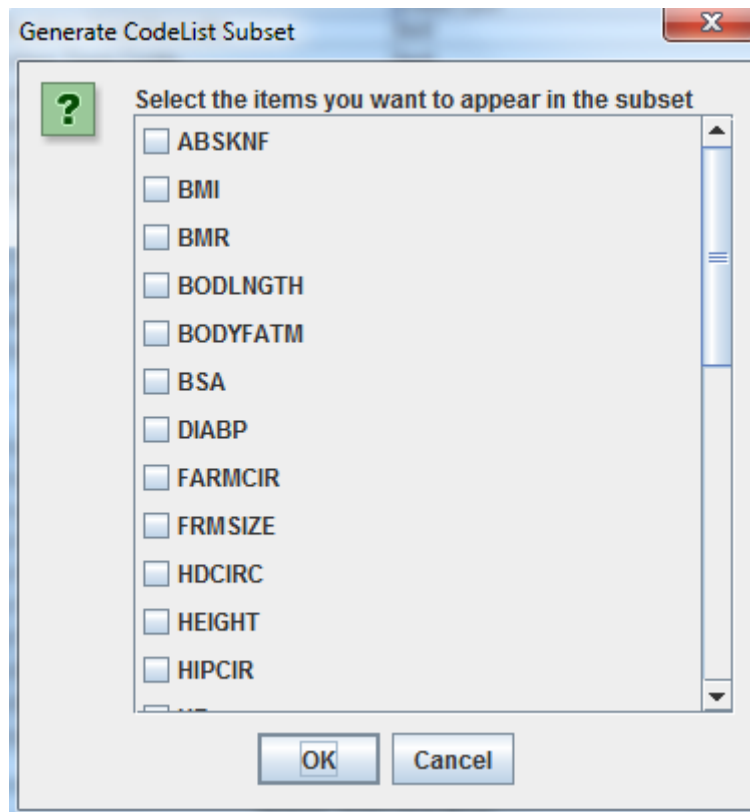 Generate CodeList Subset
Select the items you want to appear in the subset
ABSKNF
BMI
BMR
BODLNGTH
BODYFATM
BSA
DIABP
FARMCIR
FRMSIZE
HDCIRC
HEIGHT
HIPCIR
OK
Cancel